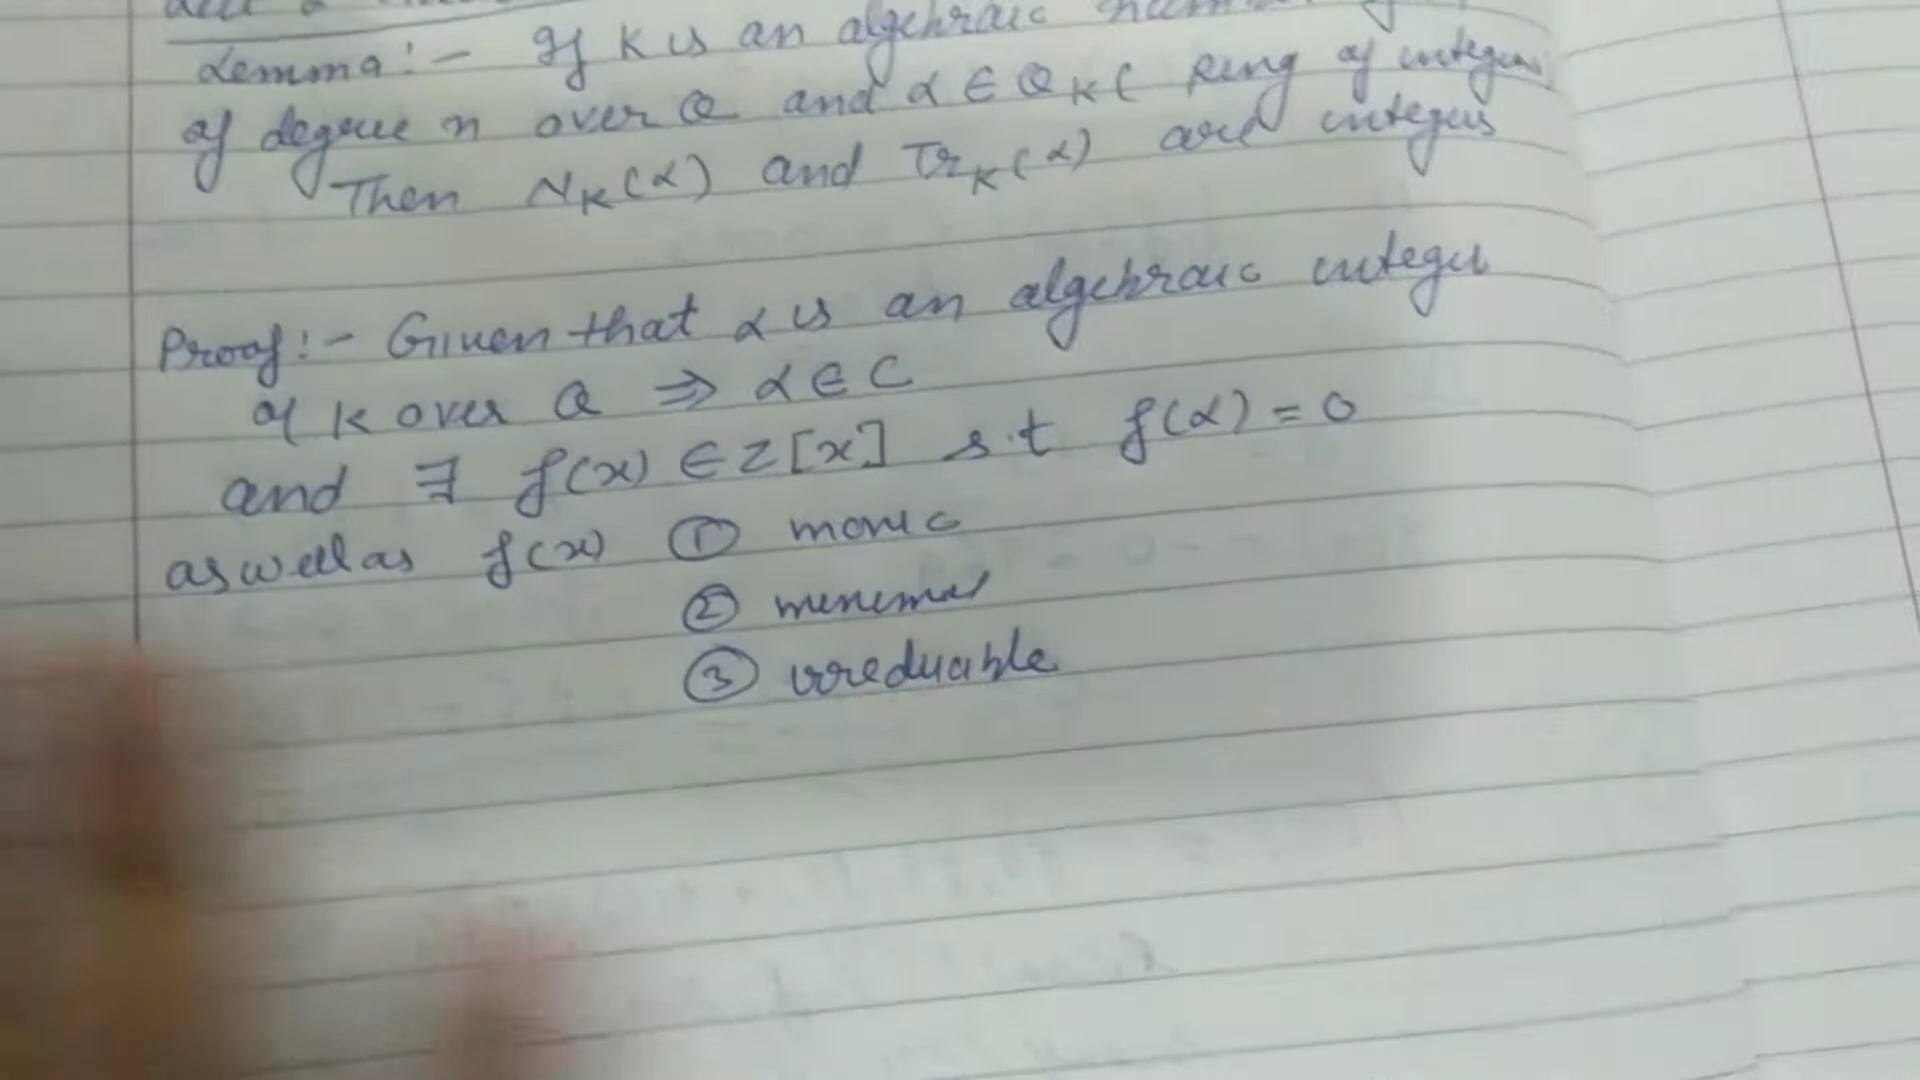 Lemma:- If K is an algebraic
of degree n over Q and α ∈ O_K ( Ring of integers
Then N_K(α) and Tr_K(α) are integers
Proof:- Given that α is an algebraic integer
of K over Q ⇒ α ∈ C
and ∃ f(x) ∈ Z[x] s.t f(α) = 0
as well as f(x) ① monic
② minimal
③ irreducible